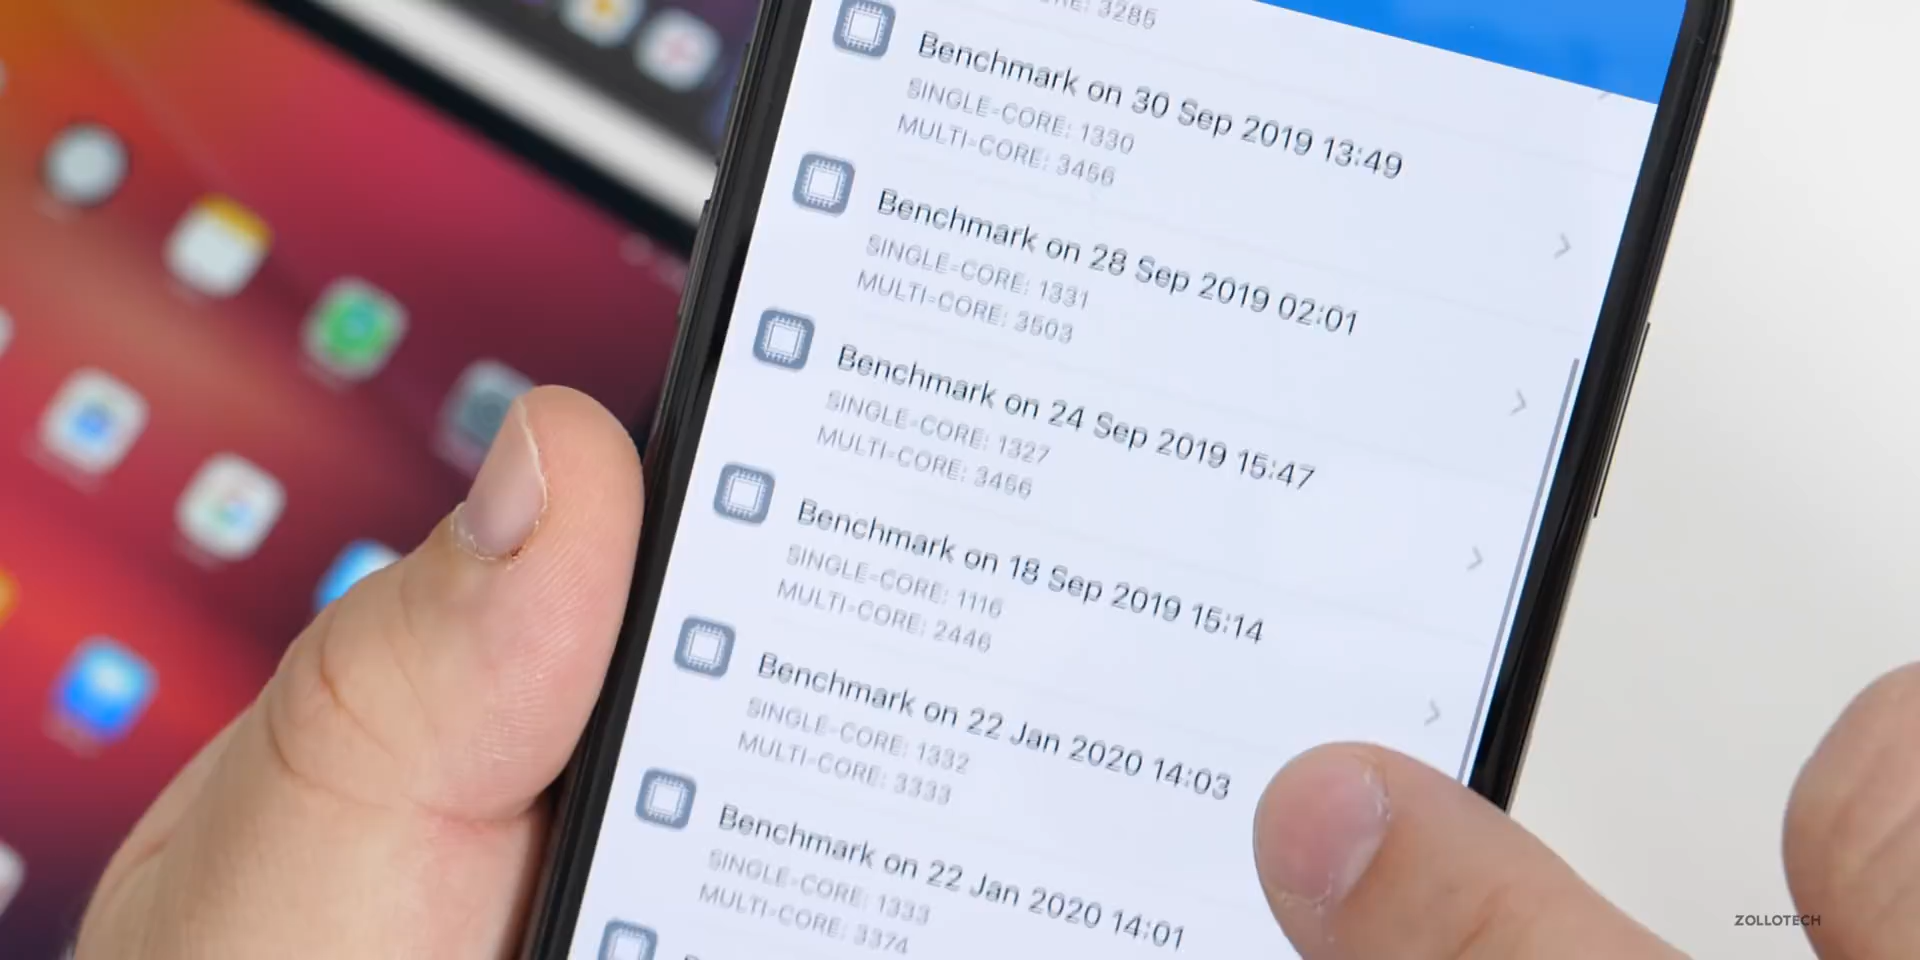 3285
Benchmark on 30 Sep 2019 13:49
SINGLE-CORE: 1330
MULTI-CORE: 3456
Benchmark on 28 Sep 2019 02:01
SINGLE-CORE: 1331
MULTI-CORE: 3503
Benchmark on 24 Sep 2019 15:47
SINGLE-CORE: 1327
MULTI-CORE: 3456
Benchmark on 18 Sep 2019 15:14
SINGLE-CORE: 1116
MULTI-CORE: 2446
Benchmark on 22 Jan 2020 14:03
SINGLE-CORE: 1332
MULTI-CORE: 3333
Benchmark on 22 Jan 2020 14:01
SINGLE-CORE: 1333
MULTI-CORE: 3374
ZOLLOTECH